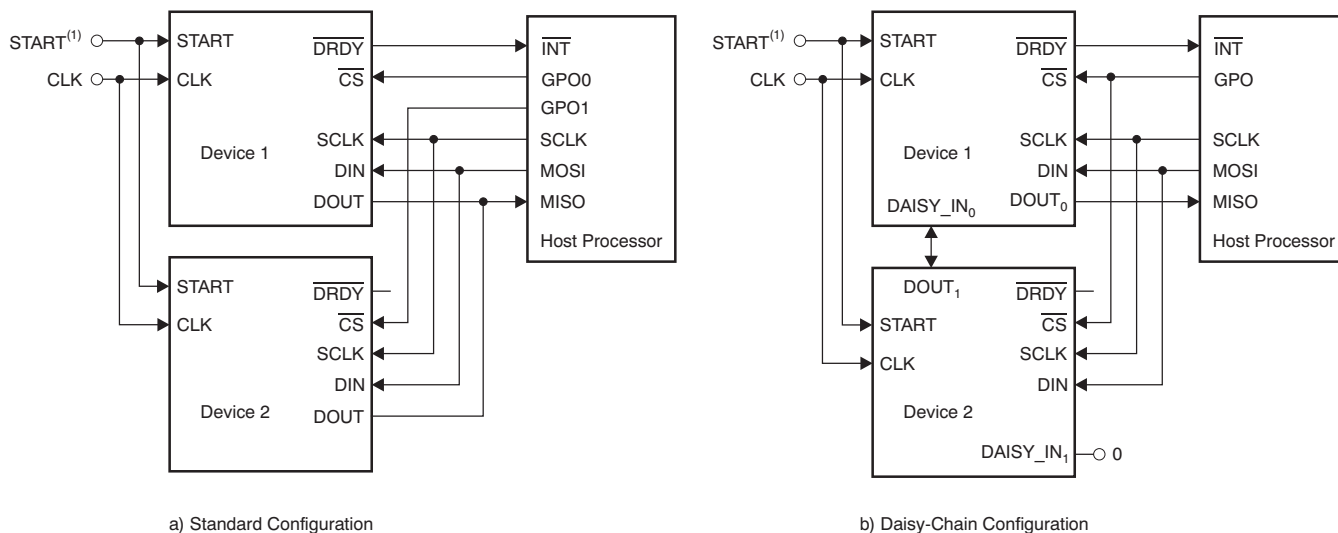 START(1)
CLK
START
CLK
Device 1
DRDY
CS
SCLK
DIN
DOUT
INT
GPO0
GPO1
SCLK
MOSI
MISO
Host Processor
START
CLK
Device 2
DRDY
CS
SCLK
DIN
DOUT
a) Standard Configuration
START(1)
CLK
START
CLK
Device 1
DRDY
CS
SCLK
DIN
DOUT0
DAISY_IN0
INT
GPO
SCLK
MOSI
MISO
Host Processor
DOUT1
START
CLK
Device 2
DRDY
CS
SCLK
DIN
DAISY_IN1
0
b) Daisy-Chain Configuration